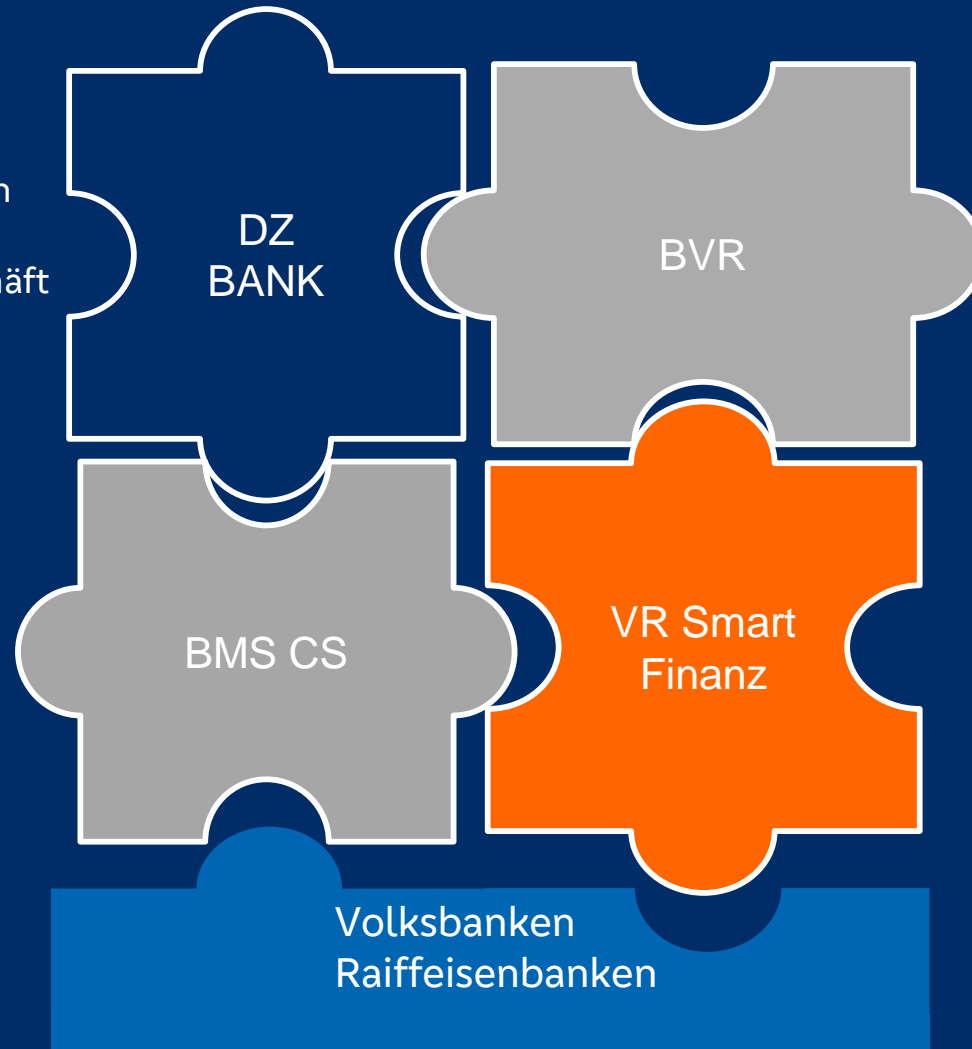 DZ
BANK
BVR
BMS CS
VR Smart
Finanz
Volksbanken
Raiffeisenbanken